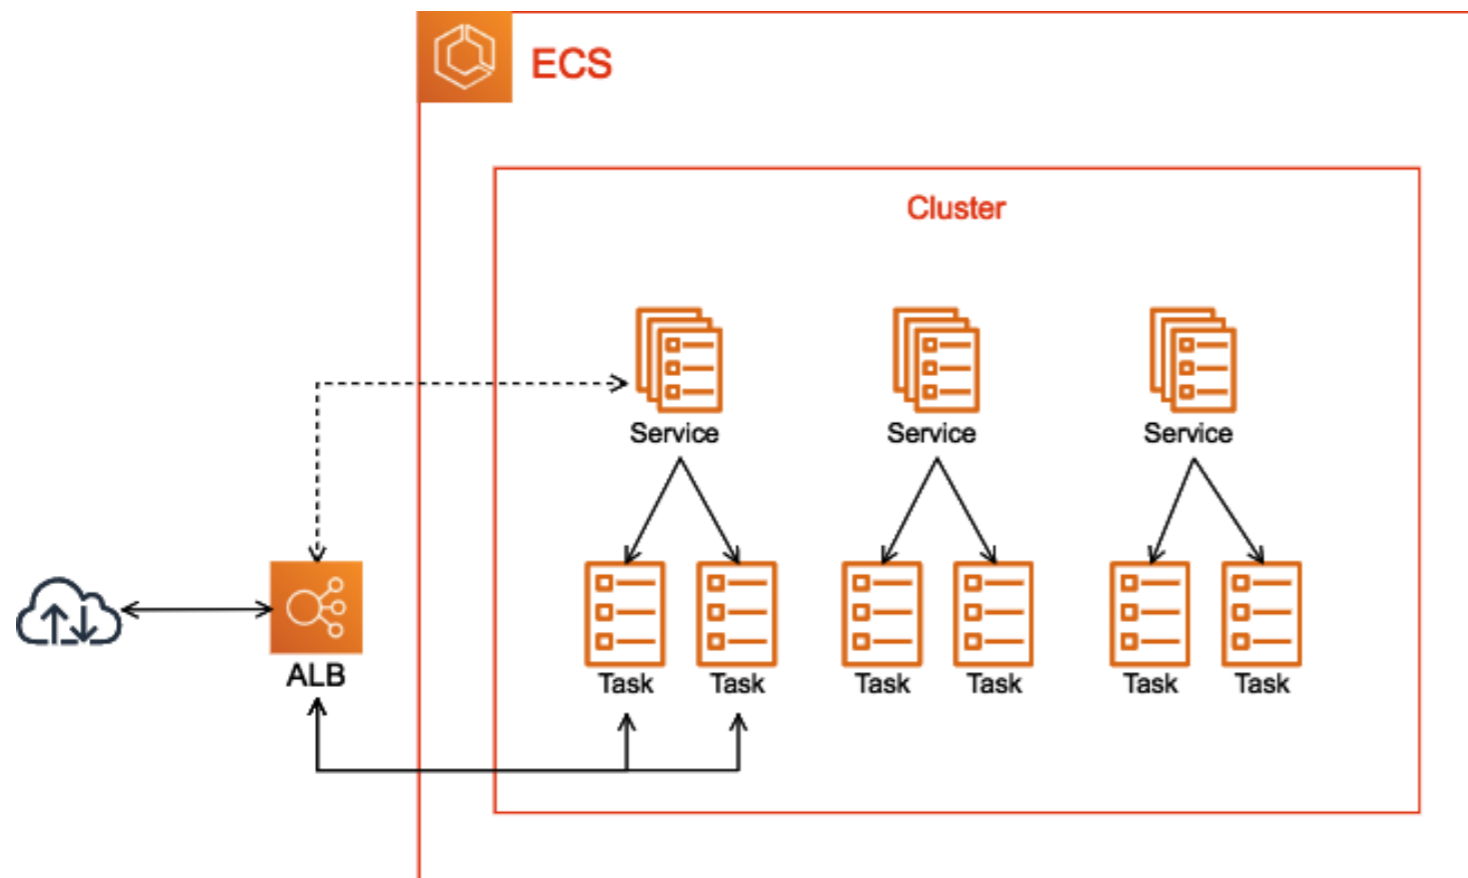 ECS
Cluster
Service
Service
Service
ALB
Task
Task
Task
Task
Task
Task